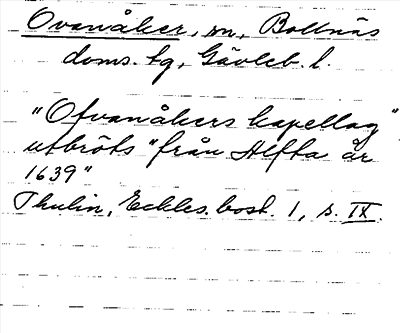 Ovanåker, sn, Bollnäs
doms. tg, Gävleb. l.
"Ofvanåkers kapellag"
utbröts "från Alfta år
1639"
Thulin, Eckles. bost. 1, s. IX.